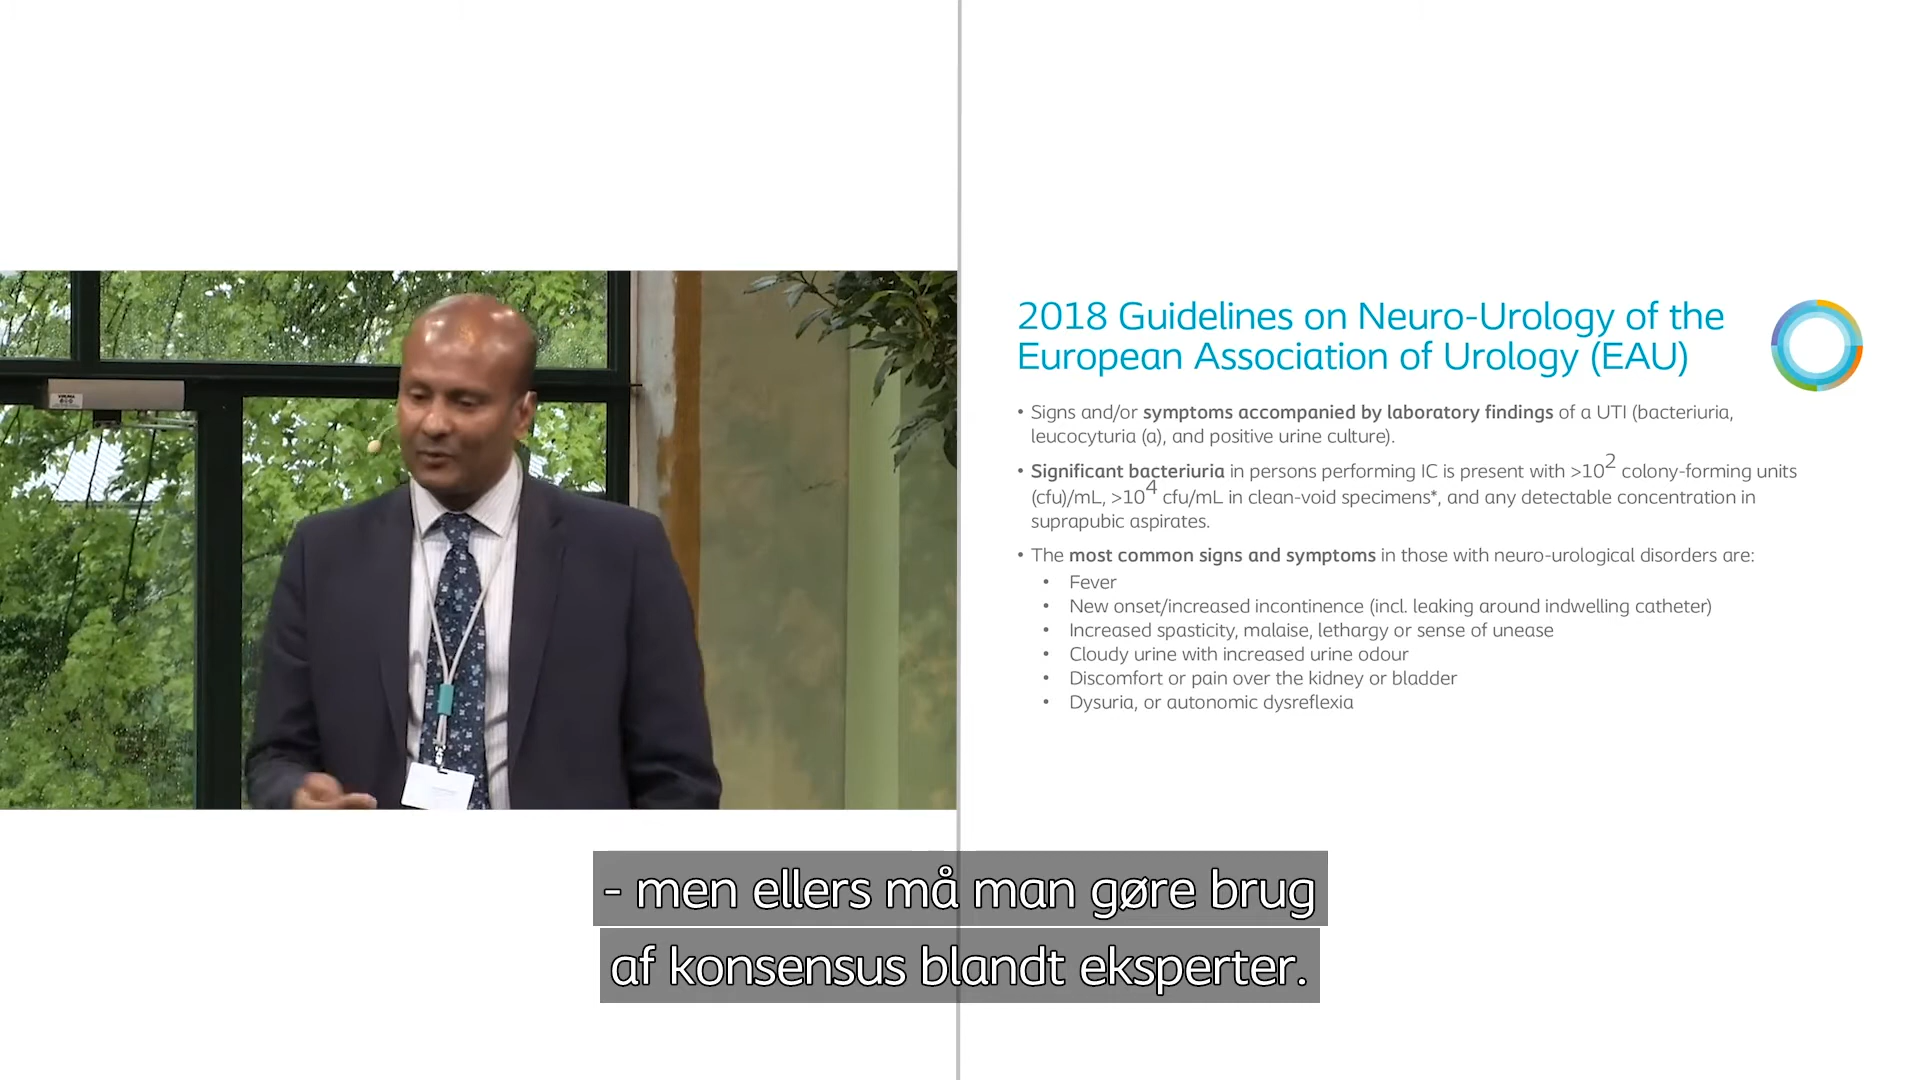 2018 Guidelines on Neuro-Urology of the
European Association of Urology (EAU)
• Signs and/or symptoms accompanied by laboratory findings of a UTI (bacteriuria,
leucocyturia (a), and positive urine culture).
• Significant bacteriuria in persons performing IC is present with >10² colony-forming units
(cfu)/mL, >10⁴ cfu/mL in clean-void specimens*, and any detectable concentration in
suprapubic aspirates.
• The most common signs and symptoms in those with neuro-urological disorders are:
• Fever
• New onset/increased incontinence (incl. leaking around indwelling catheter)
• Increased spasticity, malaise, lethargy or sense of unease
• Cloudy urine with increased urine odour
• Discomfort or pain over the kidney or bladder
• Dysuria, or autonomic dysreflexia
- men ellers må man gøre brug
af konsensus blandt eksperter.